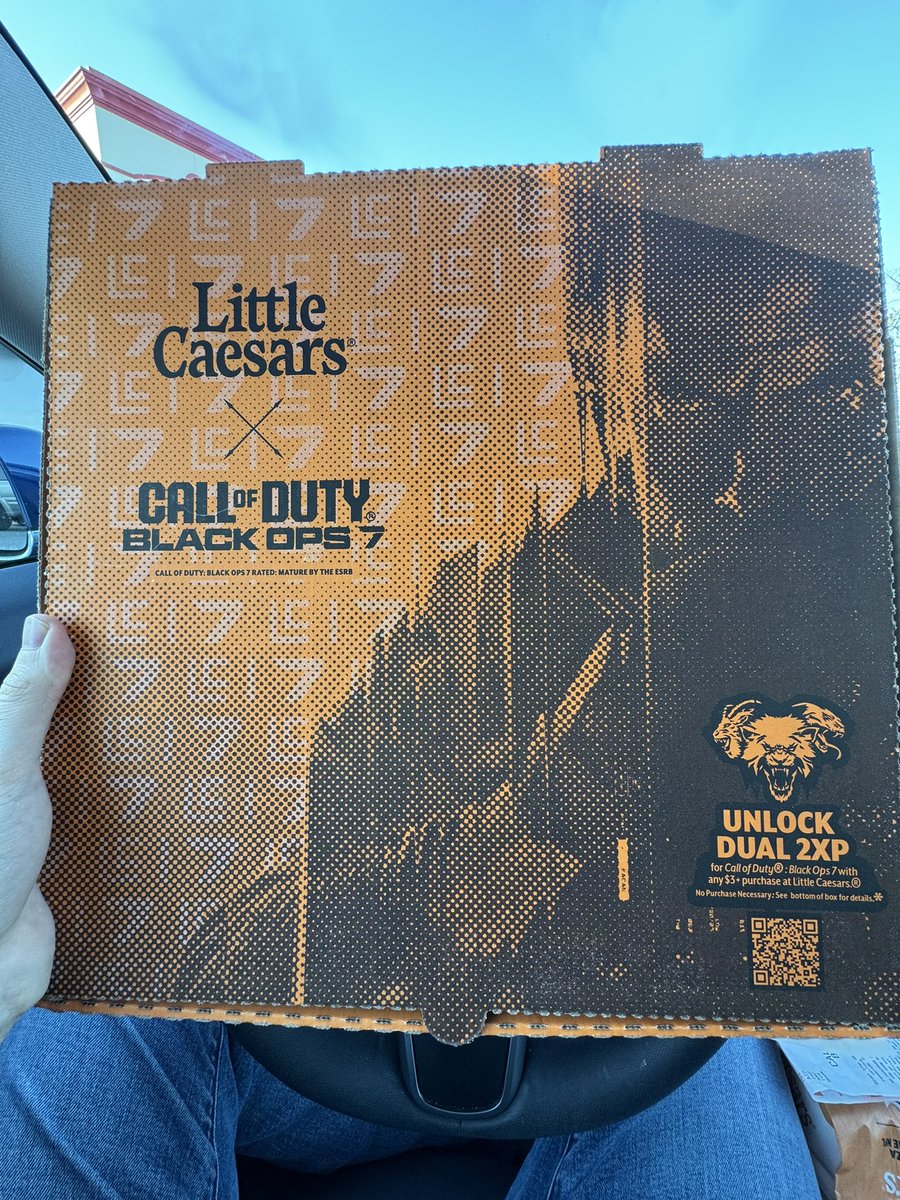 Little
Caesars®
CALL OF DUTY®
BLACK OPS 7
CALL OF DUTY: BLACK OPS 7 RATED: MATURE BY THE ESRB
UNLOCK
DUAL 2XP
for Call of Duty®: Black Ops 7 with
any $3+ purchase at Little Caesars.®
No Purchase Necessary: See bottom of box for details.*